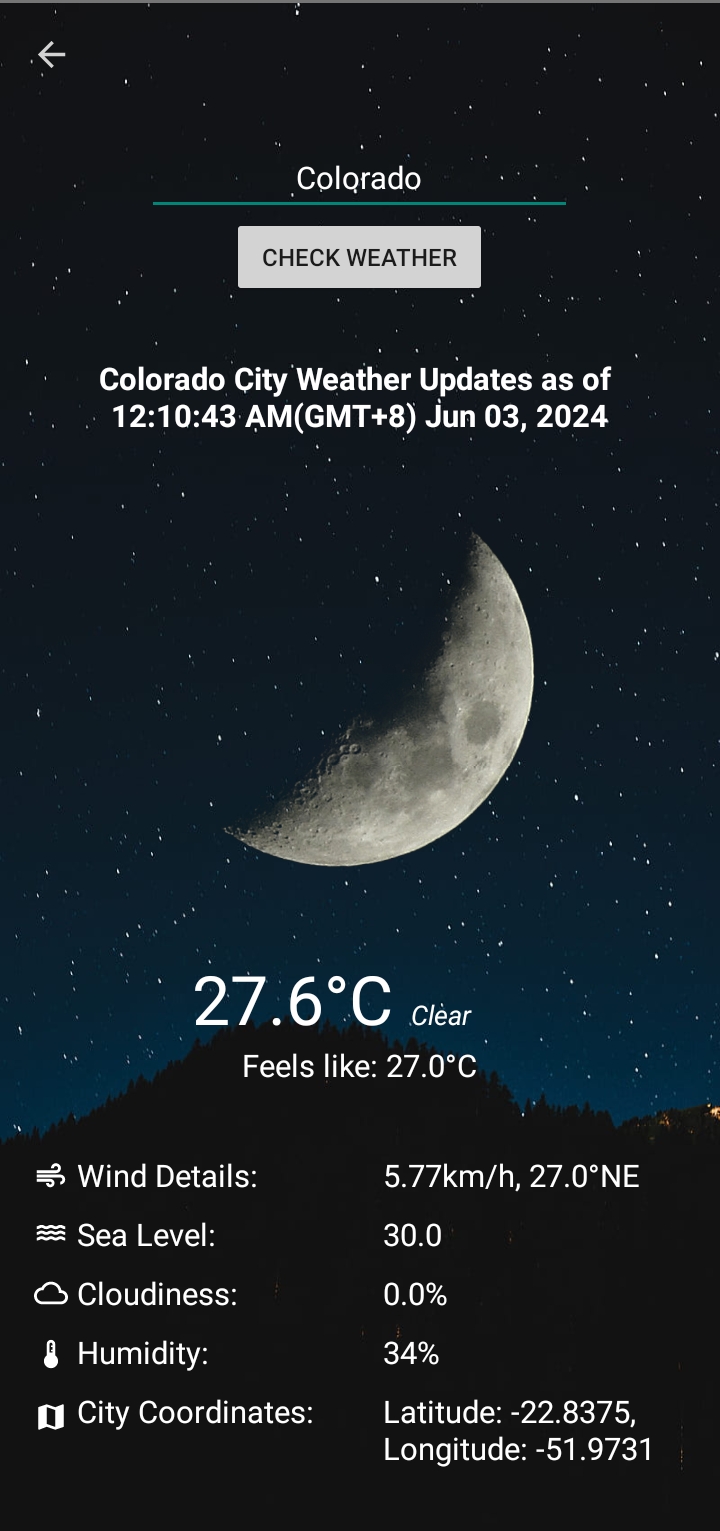 Colorado
CHECK WEATHER
Colorado City Weather Updates as of
12:10:43 AM(GMT+8) Jun 03, 2024
27.6°C Clear
Feels like: 27.0°C
Wind Details: 5.77km/h, 27.0°NE
Sea Level: 30.0
Cloudiness: 0.0%
Humidity: 34%
City Coordinates: Latitude: -22.8375,
Longitude: -51.9731